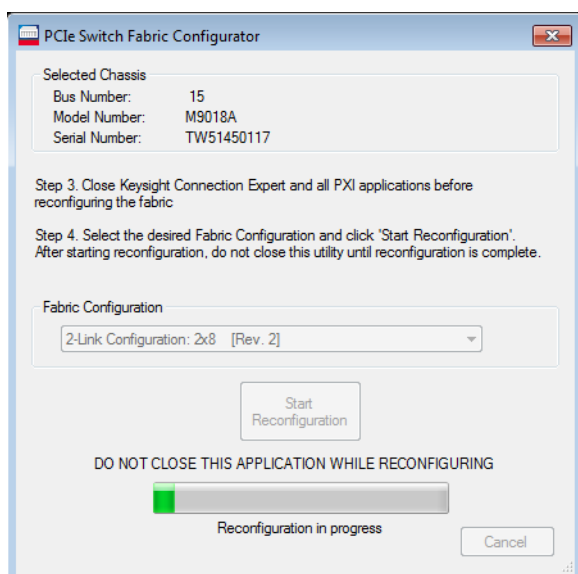 PCIe Switch Fabric Configurator
Selected Chassis
Bus Number: 15
Model Number: M9018A
Serial Number: TW51450117
Step 3. Close Keysight Connection Expert and all PXI applications before
reconfiguring the fabric
Step 4. Select the desired Fabric Configuration and click 'Start Reconfiguration'.
After starting reconfiguration, do not close this utility until reconfiguration is complete.
Fabric Configuration
2-Link Configuration: 2x8 [Rev. 2]
Start
Reconfiguration
DO NOT CLOSE THIS APPLICATION WHILE RECONFIGURING
Reconfiguration in progress
Cancel